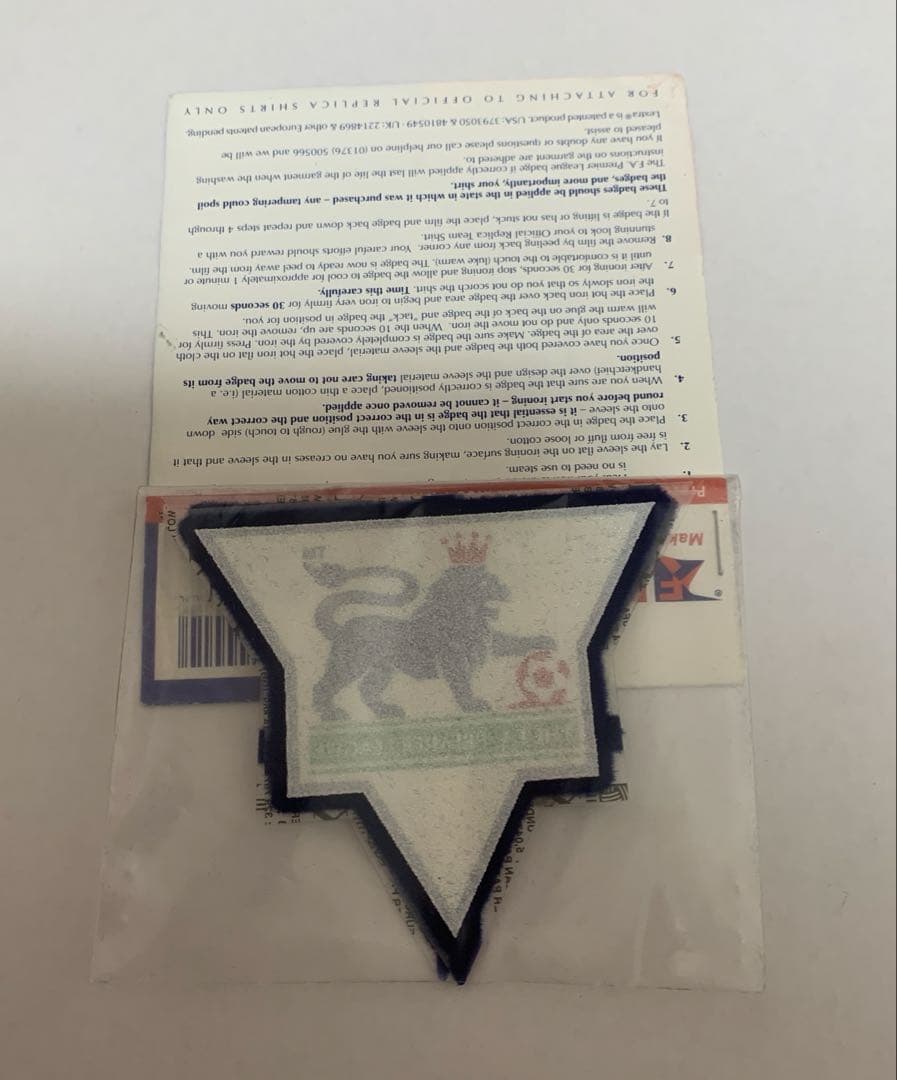 is no need to use steam.
2. Lay the sleeve flat on the ironing surface, making sure you have no creases in the sleeve and that it
is free from fluff or loose cotton.
3. Place the badge in the correct position onto the sleeve with the glue (rough to touch) side down
onto the sleeve – it is essential that the badge is in the correct position and the correct way
round before you start ironing – it cannot be removed once applied.
4. When you are sure that the badge is correctly positioned, place a thin cotton material (i.e. a
handkerchief) over the design and the sleeve material taking care not to move the badge from its
position.
5. Once you have covered both the badge and the sleeve material, place the hot iron flat on the cloth
over the area of the badge. Make sure the badge is completely covered by the iron. Press firmly for
10 seconds only and do not move the iron. When the 10 seconds are up, remove the iron. This
will warm the glue on the back of the badge and "tack" the badge in position for you.
6. Place the hot iron back over the badge area and begin to iron very firmly for 30 seconds moving
the iron slowly so that you do not scorch the shirt. Time this carefully.
7. After ironing for 30 seconds, stop ironing and allow the badge to cool for approximately 1 minute or
until it is comfortable to the touch (luke warm). The badge is now ready to peel away from the film.
8. Remove the film by peeling back from any corner. Your careful efforts should reward you with a
stunning look to your Official Replica Team Shirt.
If the badge is lifting or has not stuck, place the film and badge back down and repeat steps 4 through
to 7.
These badges should be applied in the state in which it was purchased – any tampering could spoil
the badges, and more importantly, your shirt.
The F.A. Premier League badge if correctly applied will last the life of the garment when the washing
instructions on the garment are adhered to.
If you have any doubts or questions please call our helpline on (01376) 500566 and we will be
pleased to assist.
Lextra® is a patented product. USA: 3793050 & 4810549 · UK: 2214869 & other European patents pending.
FOR ATTACHING TO OFFICIAL REPLICA SHIRTS ONLY
Mak
®
TM